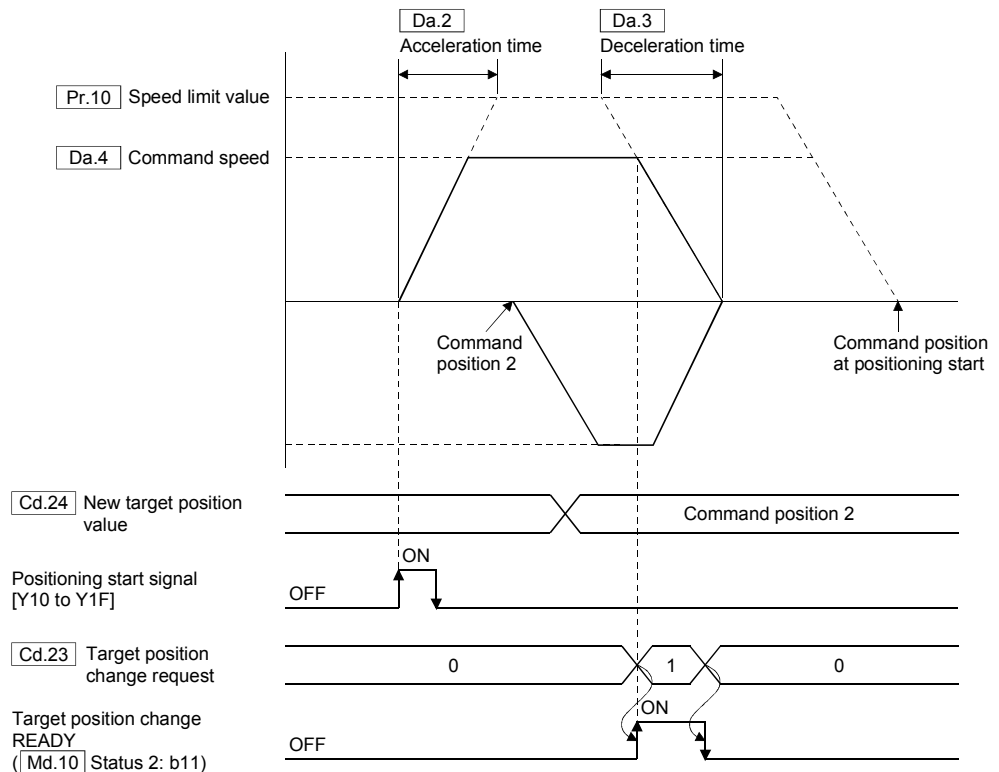 Da.2
Acceleration time
Da.3
Deceleration time
Pr.10 Speed limit value
Da.4 Command speed
Command
position 2
Command position
at positioning start
Cd.24 New target position
value
Command position 2
Positioning start signal
[Y10 to Y1F]
OFF
ON
Cd.23 Target position
change request
0
1
0
Target position change
READY
( Md.10 Status 2: b11)
OFF
ON